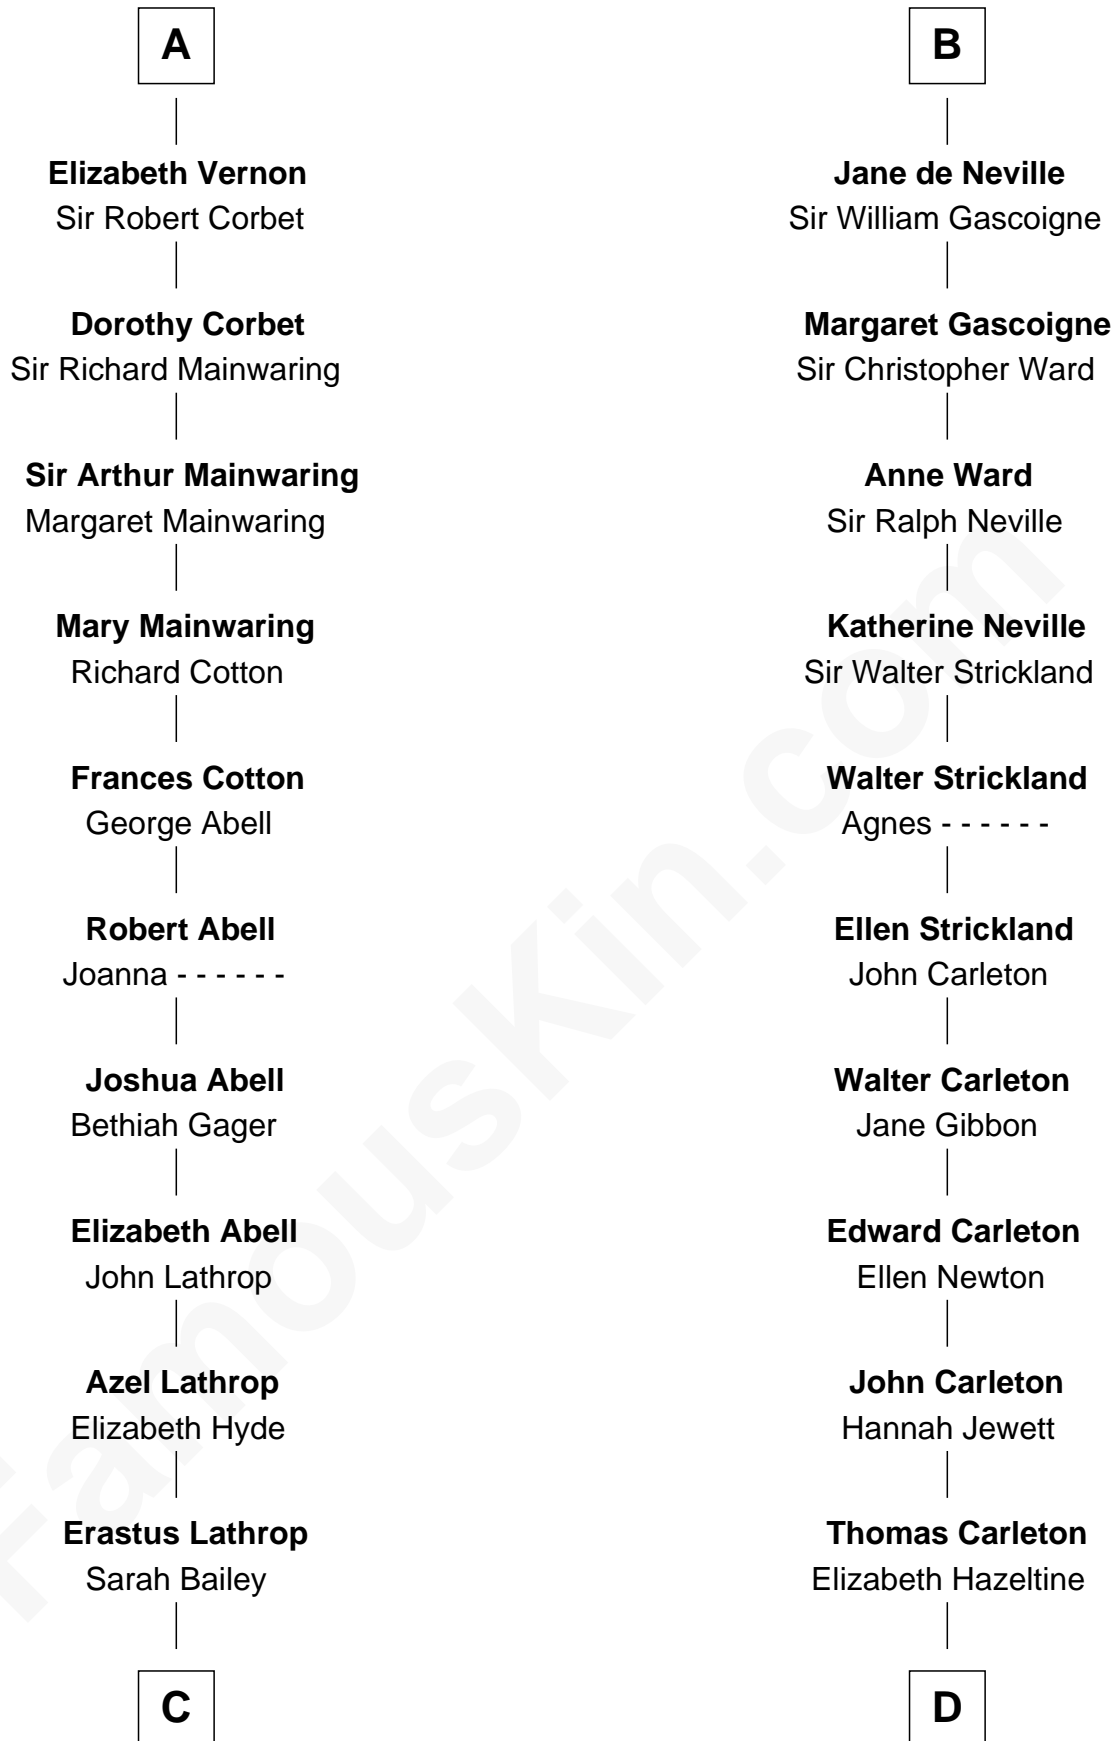 A
Elizabeth Vernon
Sir Robert Corbet
Dorothy Corbet
Sir Richard Mainwaring
Sir Arthur Mainwaring
Margaret Mainwaring
Mary Mainwaring
Richard Cotton
Frances Cotton
George Abell
Robert Abell
Joanna - - - - - -
Joshua Abell
Bethiah Gager
Elizabeth Abell
John Lathrop
Azel Lathrop
Elizabeth Hyde
Erastus Lathrop
Sarah Bailey
C
B
Jane de Neville
Sir William Gascoigne
Margaret Gascoigne
Sir Christopher Ward
Anne Ward
Sir Ralph Neville
Katherine Neville
Sir Walter Strickland
Walter Strickland
Agnes - - - - - -
Ellen Strickland
John Carleton
Walter Carleton
Jane Gibbon
Edward Carleton
Ellen Newton
John Carleton
Hannah Jewett
Thomas Carleton
Elizabeth Hazeltine
D
FamousKin.com